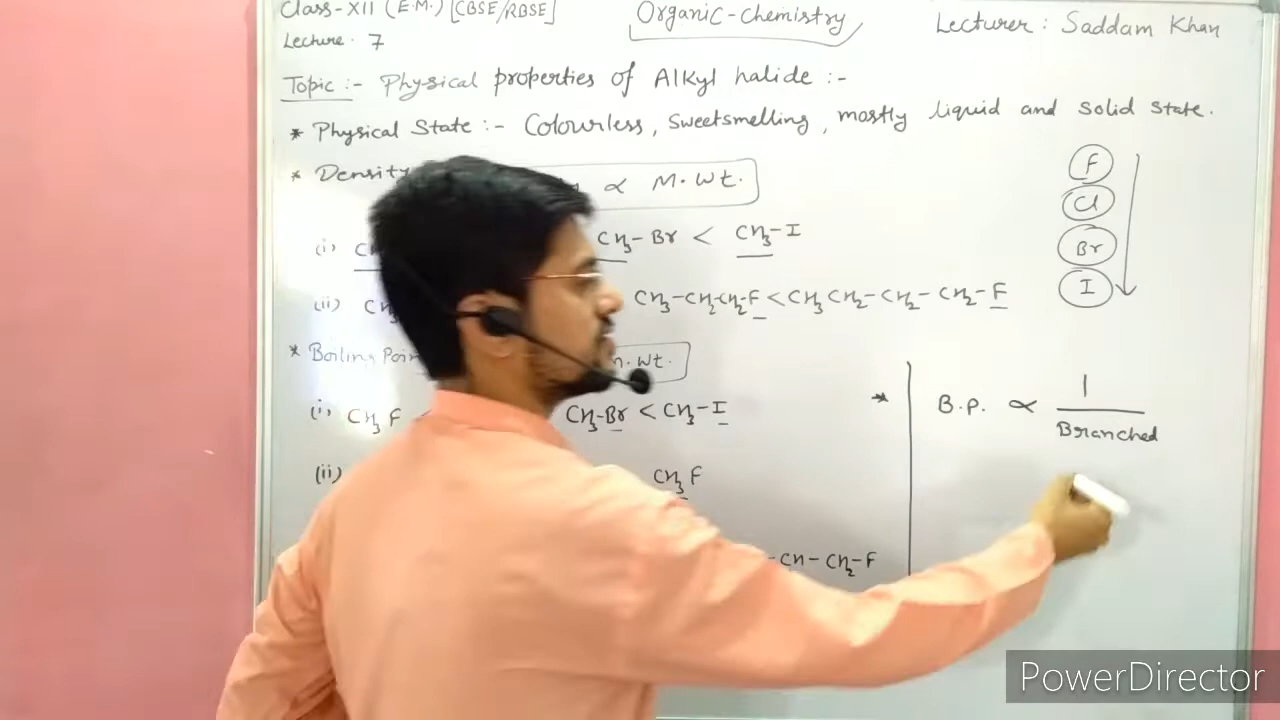 Class-XII (E.M.) [CBSE/RBSE]
Organic-chemistry
Lecturer: Saddam Khan
Lecture. 7
Topic :- Physical properties of Alkyl halide :-
* Physical State :- Colourless, Sweetsmelling, mostly liquid and Solid State.
* Density ∝ M.wt.
(i) CH₃-Br < CH₃-I
(ii) CH₃-CH₂-CH₂-F < CH₃CH₂-CH₂-CH₂-F
F
Cl
Br
I
* Boiling Poin m.wt.
(i) CH₃F CH₃-Br < CH₃-I
(ii) CH₃F
-CH-CH₂-F
* B.P. ∝ 1
Branched
PowerDirector